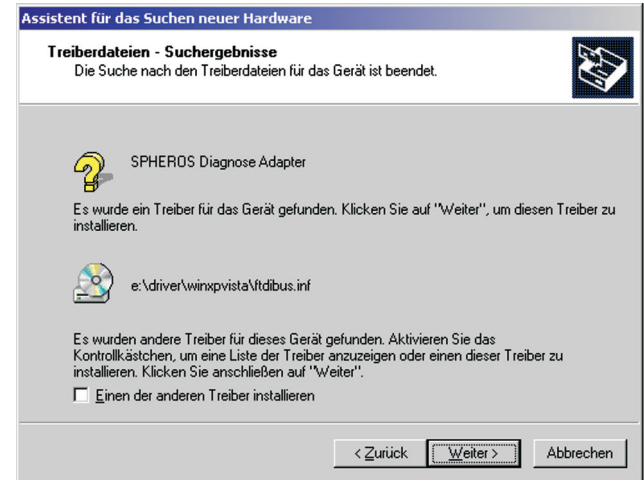 Assistent für das Suchen neuer Hardware
Treiberdateien - Suchergebnisse
Die Suche nach den Treiberdateien für das Gerät ist beendet.
SPHEROS Diagnose Adapter
Es wurde ein Treiber für das Gerät gefunden. Klicken Sie auf "Weiter", um diesen Treiber zu
installieren.
e:\driver\winxpvista\ftdibus.inf
Es wurden andere Treiber für dieses Gerät gefunden. Aktivieren Sie das
Kontrollkästchen, um eine Liste der Treiber anzuzeigen oder einen dieser Treiber zu
installieren. Klicken Sie anschließen auf "Weiter".
Einen der anderen Treiber installieren
< Zurück Weiter > Abbrechen